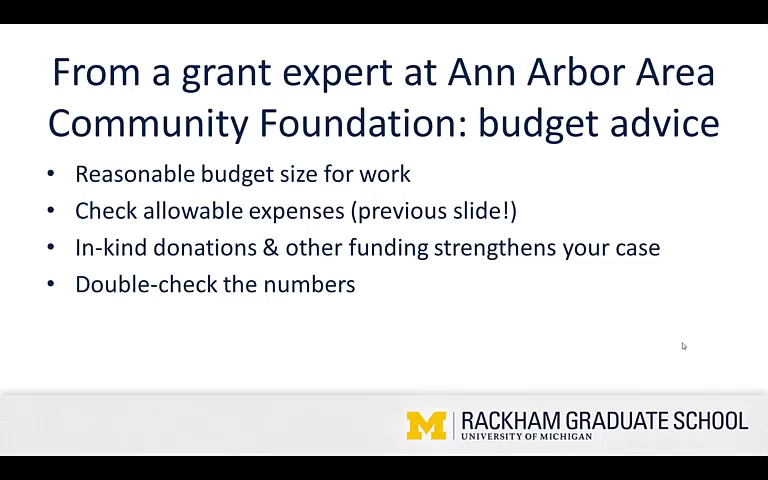 From a grant expert at Ann Arbor Area
Community Foundation: budget advice
• Reasonable budget size for work
• Check allowable expenses (previous slide!)
• In-kind donations & other funding strengthens your case
• Double-check the numbers
M RACKHAM GRADUATE SCHOOL
UNIVERSITY OF MICHIGAN